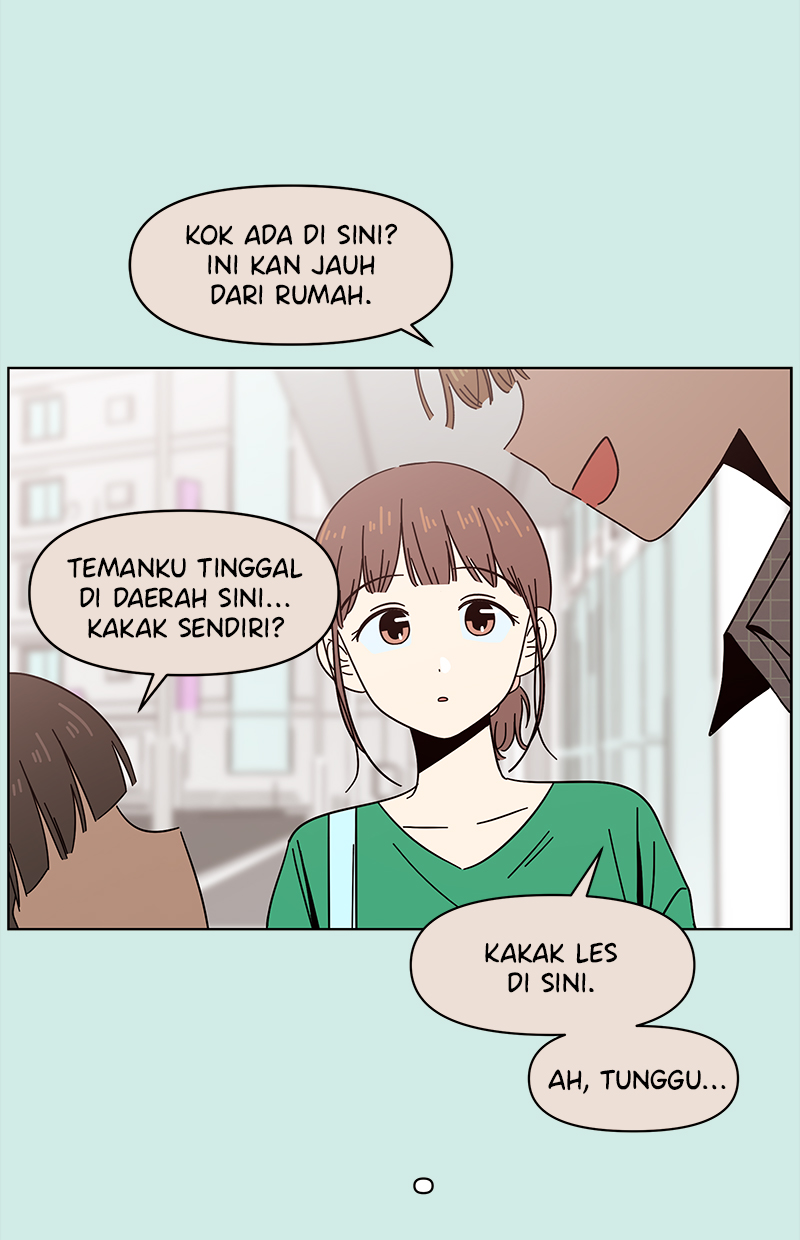 KOK ADA DI SINI?
INI KAN JAUH
DARI RUMAH.
TEMANKU TINGGAL
DI DAERAH SINI...
KAKAK SENDIRI?
KAKAK LES
DI SINI.
AH, TUNGGU...